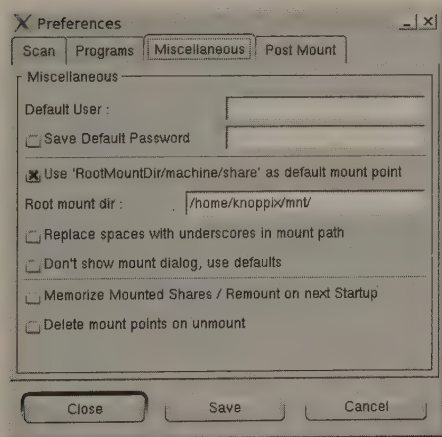 Preferences
Scan Programs Miscellaneous Post Mount
Miscellaneous
Default User :
Save Default Password
Use 'RootMountDir/machine/share' as default mount point
Root mount dir : /home/knoppix/mnt/
Replace spaces with underscores in mount path
Don't show mount dialog, use defaults
Memorize Mounted Shares / Remount on next Startup
Delete mount points on unmount
Close Save Cancel